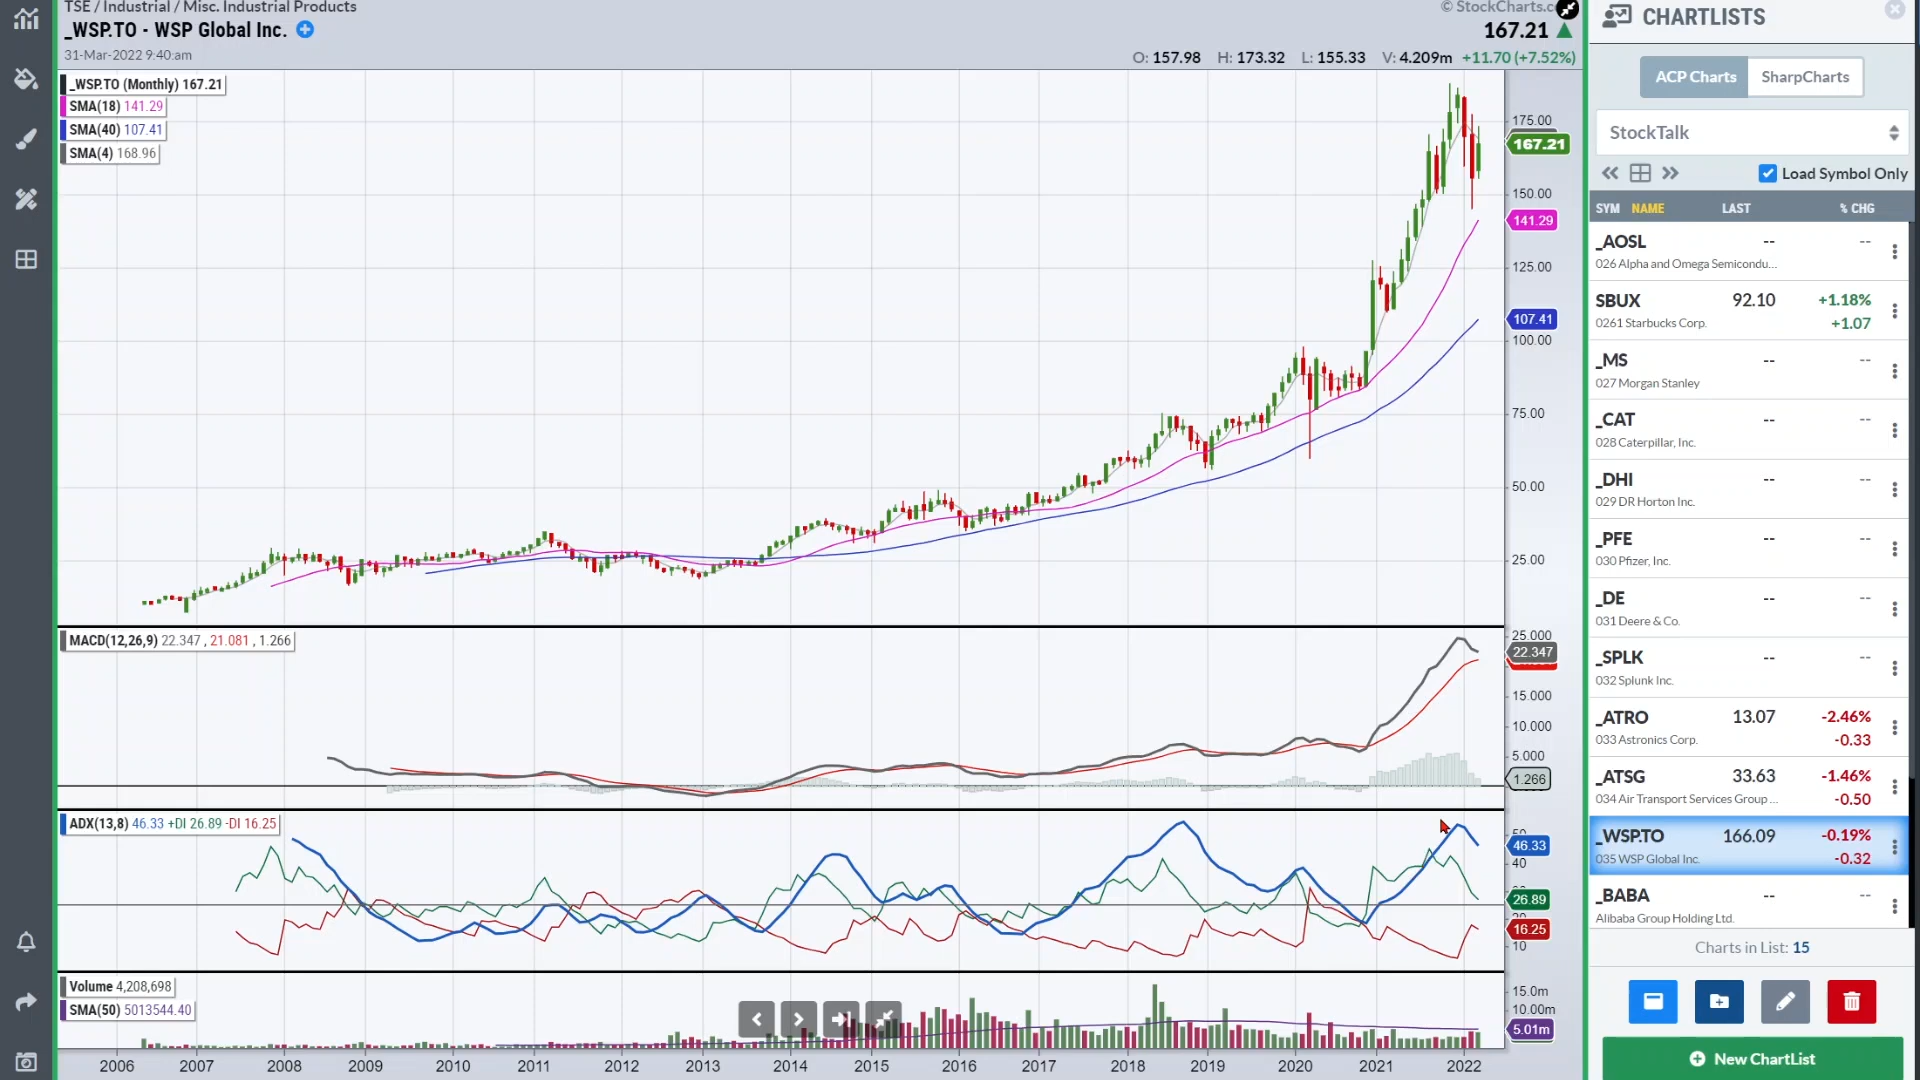 TSE / Industrial / Misc. Industrial Products
© StockCharts.c
_WSP.TO - WSP Global Inc.
167.21
31-Mar-2022 9:40am
O: 157.98 H: 173.32 L: 155.33 V: 4.209m +11.70 (+7.52%)
_WSP.TO (Monthly) 167.21
SMA(18) 141.29
SMA(40) 107.41
SMA(4) 168.96
175.00
167.21
150.00
141.29
125.00
107.41
100.00
75.00
50.00
25.00
MACD(12,26,9) 22.347 , 21.081 , 1.266
25.000
22.347
15.000
10.000
5.000
1.266
ADX(13,8) 46.33 +DI 26.89 -DI 16.25
46.33
40
26.89
16.25
10
Volume 4,208,698
SMA(50) 5013544.40
15.0m
10.00m
5.01m
2006 2007 2008 2009 2010 2011 2012 2013 2014 2015 2016 2017 2018 2019 2020 2021 2022
CHARTLISTS
ACP Charts SharpCharts
StockTalk
Load Symbol Only
SYM NAME LAST % CHG
_AOSL -- --
026 Alpha and Omega Semicondu...
SBUX 92.10 +1.18%
0261 Starbucks Corp. +1.07
_MS -- --
027 Morgan Stanley
_CAT -- --
028 Caterpillar, Inc.
_DHI -- --
029 DR Horton Inc.
_PFE -- --
030 Pfizer, Inc.
_DE -- --
031 Deere & Co.
_SPLK -- --
032 Splunk Inc.
_ATRO 13.07 -2.46%
033 Astronics Corp. -0.33
_ATSG 33.63 -1.46%
034 Air Transport Services Group ... -0.50
_WSP.TO 166.09 -0.19%
035 WSP Global Inc. -0.32
_BABA -- --
Alibaba Group Holding Ltd.
Charts in List: 15
New ChartList